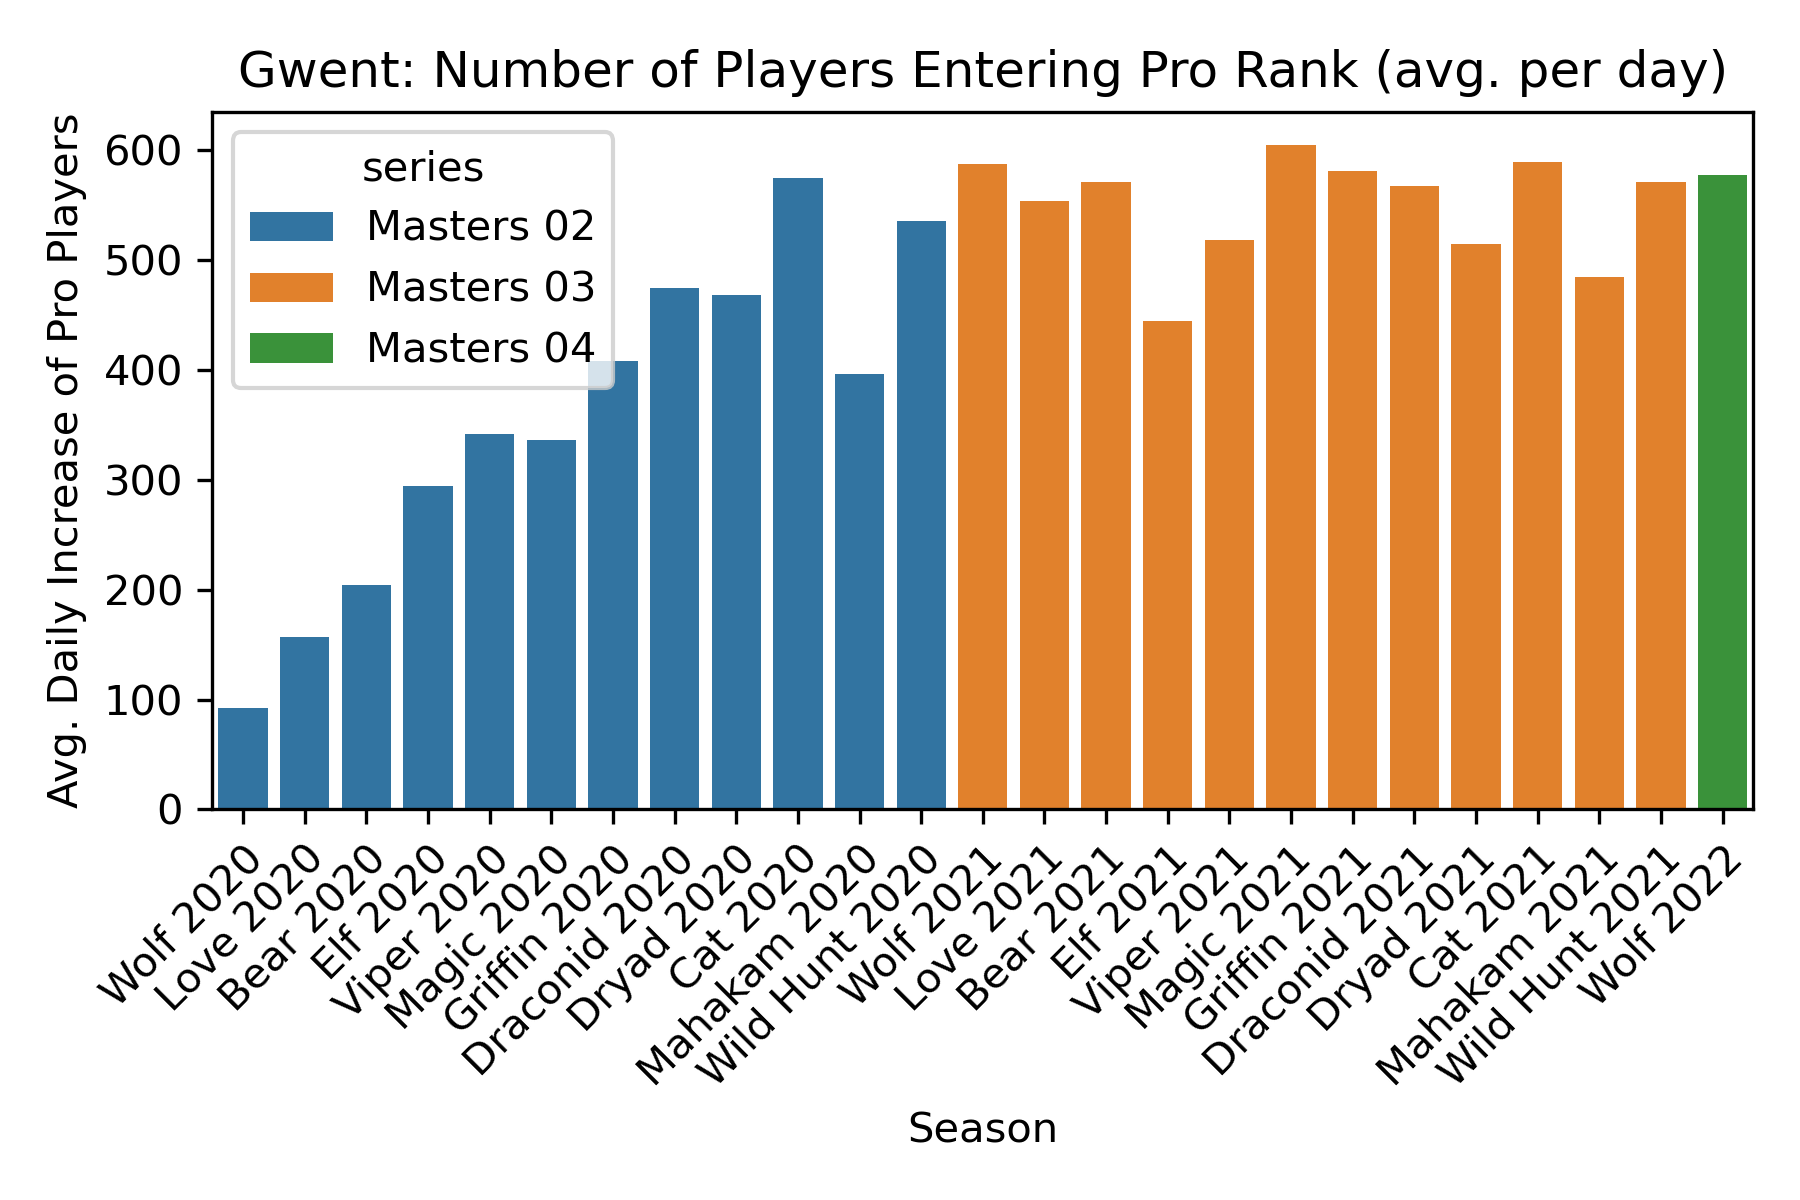 Gwent: Number of Players Entering Pro Rank (avg. per day)
Avg. Daily Increase of Pro Players
600
500
400
300
200
100
0
series
Masters 02
Masters 03
Masters 04
Wolf 2020
Love 2020
Bear 2020
Elf 2020
Viper 2020
Magic 2020
Griffin 2020
Draconid 2020
Dryad 2020
Cat 2020
Mahakam 2020
Wild Hunt 2020
Wolf 2021
Love 2021
Bear 2021
Elf 2021
Viper 2021
Magic 2021
Griffin 2021
Draconid 2021
Dryad 2021
Cat 2021
Mahakam 2021
Wild Hunt 2021
Wolf 2022
Season